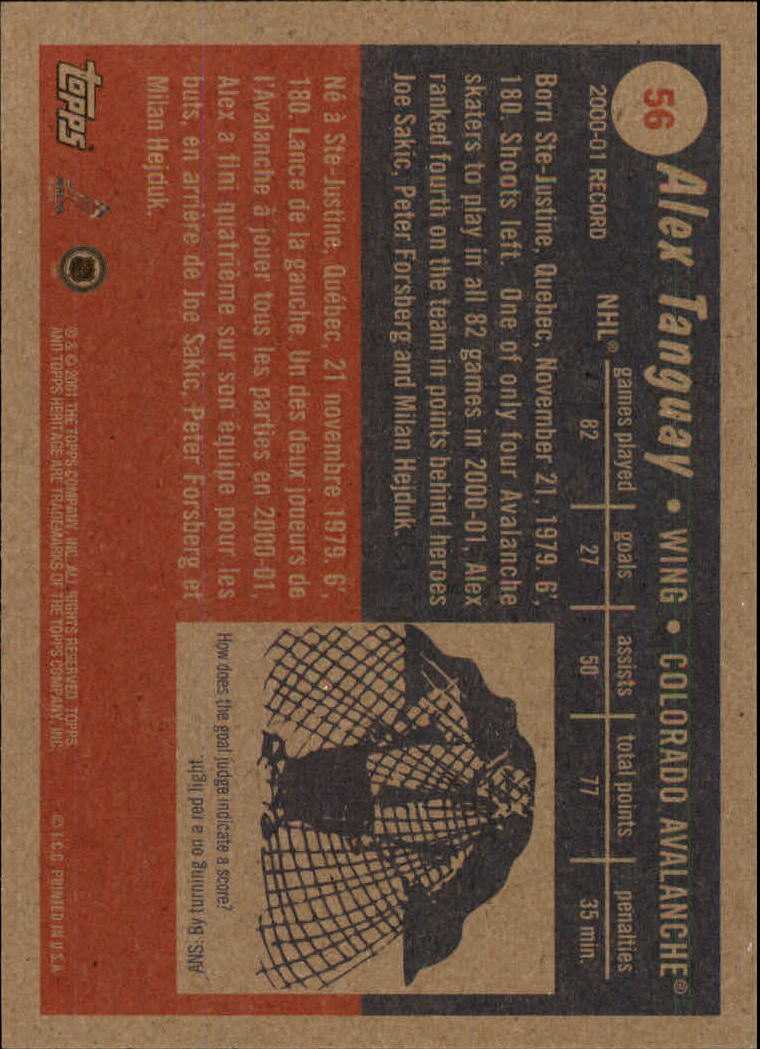 56
Alex Tanguay • WING • COLORADO AVALANCHE®
2000-01 RECORD
games played goals assists total points penalties
NHL® 82 27 50 77 35 min.
Born Ste-Justine, Quebec, November 21, 1979. 6',
180. Shoots left. One of only four Avalanche
skaters to play in all 82 games in 2000-01, Alex
ranked fourth on the team in points behind heroes
Joe Sakic, Peter Forsberg and Milan Hejduk.
Né à Ste-Justine, Québec, 21 novembre 1979. 6',
180. Lance de la gauche. Un des deux joueurs de
l'Avalanche à jouer tous les parties en 2000-01,
Alex a fini quatrième sur son équipe pour les
buts, en arrière de Joe Sakic, Peter Forsberg et
Milan Hejduk.
How does the goal judge indicate a score?
ANS: By turning on a red light.
topps
® & © 2001 THE TOPPS COMPANY, INC. ALL RIGHTS RESERVED. TOPPS
AND TOPPS HERITAGE ARE TRADEMARKS OF THE TOPPS COMPANY, INC.
© T.C.G. PRINTED IN U.S.A.